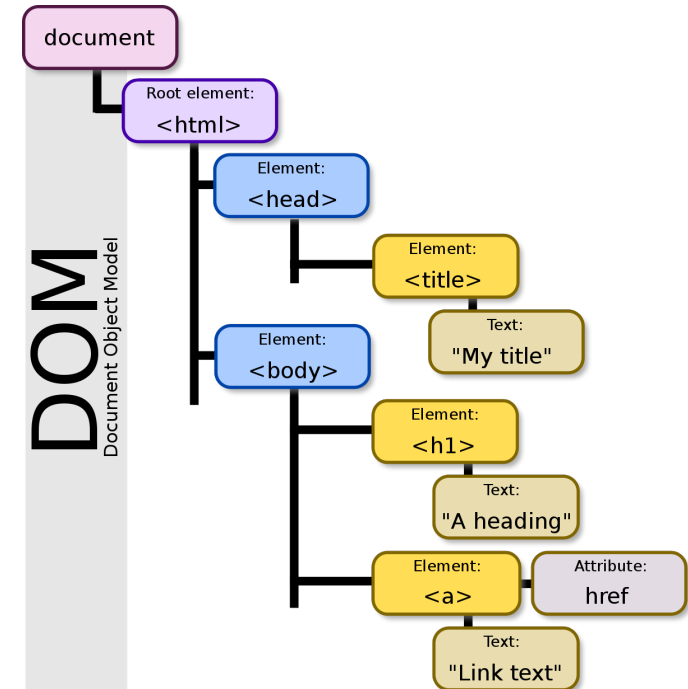 document
Root element:
<html>
Element:
<head>
Element:
<title>
Text:
"My title"
Element:
<body>
Element:
<h1>
Text:
"A heading"
Element:
<a>
Attribute:
href
Text:
"Link text"
DOM
Document Object Model